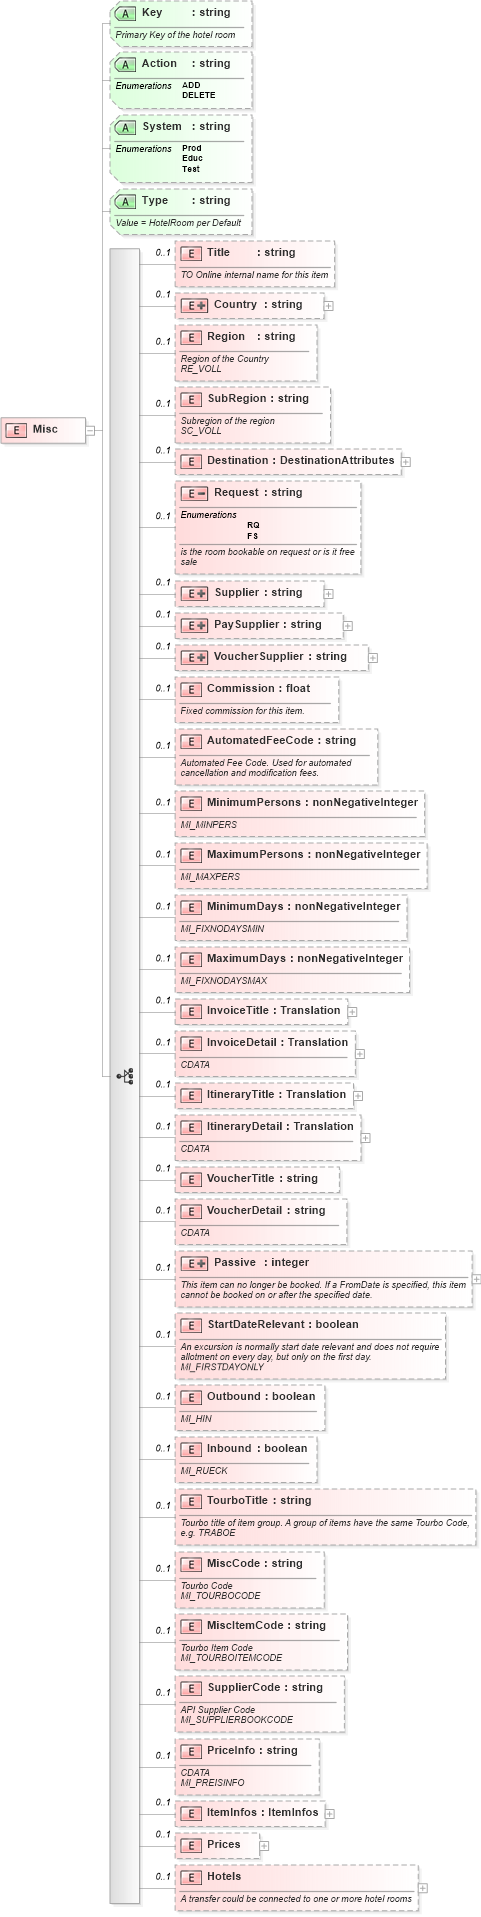 A Key : string
Primary Key of the hotel room
A Action : string
Enumerations ADD
DELETE
A System : string
Enumerations Prod
Educ
Test
A Type : string
Value = HotelRoom per Default
E Misc
0..1 E Title : string
TO Online internal name for this item
0..1 E Country : string
0..1 E Region : string
Region of the Country
RE_VOLL
0..1 E SubRegion : string
Subregion of the region
SC_VOLL
0..1 E Destination : DestinationAttributes
0..1 E Request : string
Enumerations
RQ
FS
is the room bookable on request or is it free
sale
0..1 E Supplier : string
0..1 E PaySupplier : string
0..1 E VoucherSupplier : string
0..1 E Commission : float
Fixed commission for this item.
0..1 E AutomatedFeeCode : string
Automated Fee Code. Used for automated
cancellation and modification fees.
0..1 E MinimumPersons : nonNegativeInteger
MI_MINPERS
0..1 E MaximumPersons : nonNegativeInteger
MI_MAXPERS
0..1 E MinimumDays : nonNegativeInteger
MI_FIXNODAYSMIN
0..1 E MaximumDays : nonNegativeInteger
MI_FIXNODAYSMAX
0..1 E InvoiceTitle : Translation
0..1 E InvoiceDetail : Translation
CDATA
0..1 E ItineraryTitle : Translation
0..1 E ItineraryDetail : Translation
CDATA
0..1 E VoucherTitle : string
0..1 E VoucherDetail : string
CDATA
0..1 E Passive : integer
This item can no longer be booked. If a FromDate is specified, this item
cannot be booked on or after the specified date.
0..1 E StartDateRelevant : boolean
An excursion is normally start date relevant and does not require
allotment on every day, but only on the first day.
MI_FIRSTDAYONLY
0..1 E Outbound : boolean
MI_HIN
0..1 E Inbound : boolean
MI_RUECK
0..1 E TourboTitle : string
Tourbo title of item group. A group of items have the same Tourbo Code,
e.g. TRABOE
0..1 E MiscCode : string
Tourbo Code
MI_TOURBOCODE
0..1 E MiscItemCode : string
Tourbo Item Code
MI_TOURBOITEMCODE
0..1 E SupplierCode : string
API Supplier Code
MI_SUPPLIERBOOKCODE
0..1 E PriceInfo : string
CDATA
MI_PREISINFO
0..1 E ItemInfos : ItemInfos
0..1 E Prices
0..1 E Hotels
A transfer could be connected to one or more hotel rooms